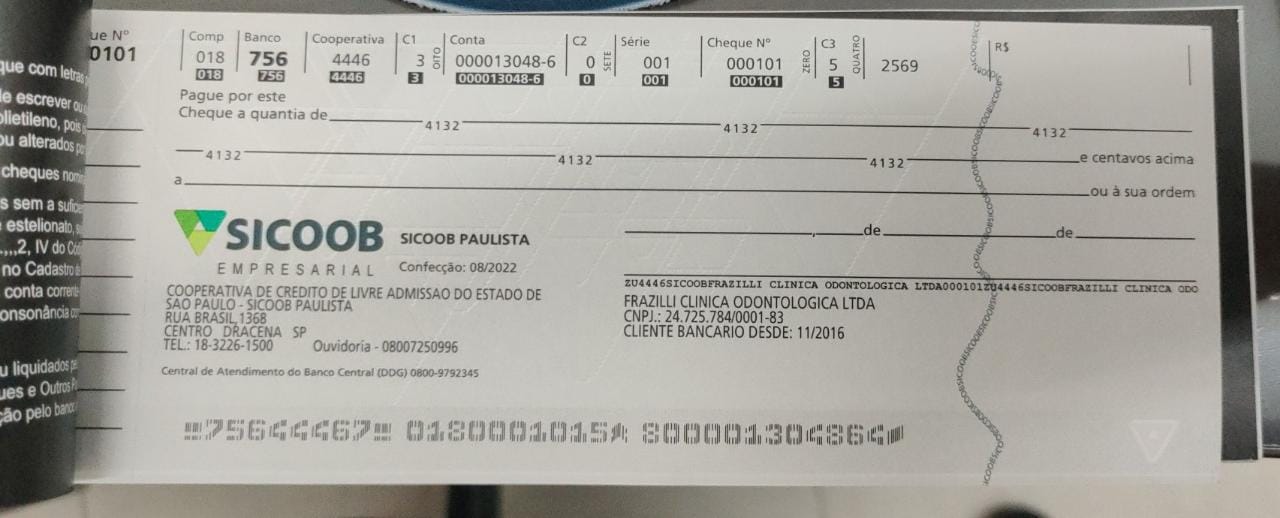 ue Nº
0101
que com letras
de escrever ou
olietileno, pois
ou alterados
cheques
s sem a
estelionato,
2, IV do
no Cadastro
conta corrente
onsonância
u liquidados
ues e Outros
ção pelo
Comp Banco Cooperativa C1 Conta C2 Série Cheque Nº C3 R$
018 756 4446 3 OITO 000013048-6 0 SETE 001 000101 ZERO 5 QUATRO 2569
018 756 4446 3 000013048-6 0 001 000101 5
Pague por este
Cheque a quantia de 4132 4132 4132
4132 4132 4132 e centavos acima
a ou à sua ordem
SICOOB SICOOB PAULISTA , de de
EMPRESARIAL Confecção: 08/2022
ZU4446SICOOBFRAZILLI CLINICA ODONTOLOGICA LTDA000101ZU4446SICOOBFRAZILLI CLINICA ODO
COOPERATIVA DE CREDITO DE LIVRE ADMISSAO DO ESTADO DE
SAO PAULO - SICOOB PAULISTA
RUA BRASIL,1368
CENTRO DRACENA SP
TEL.: 18-3226-1500 Ouvidoria - 08007250996
FRAZILLI CLINICA ODONTOLOGICA LTDA
CNPJ.: 24.725.784/0001-83
CLIENTE BANCARIO DESDE: 11/2016
Central de Atendimento do Banco Central (DDG) 0800-9792345
75644467 0180001015 800001304864